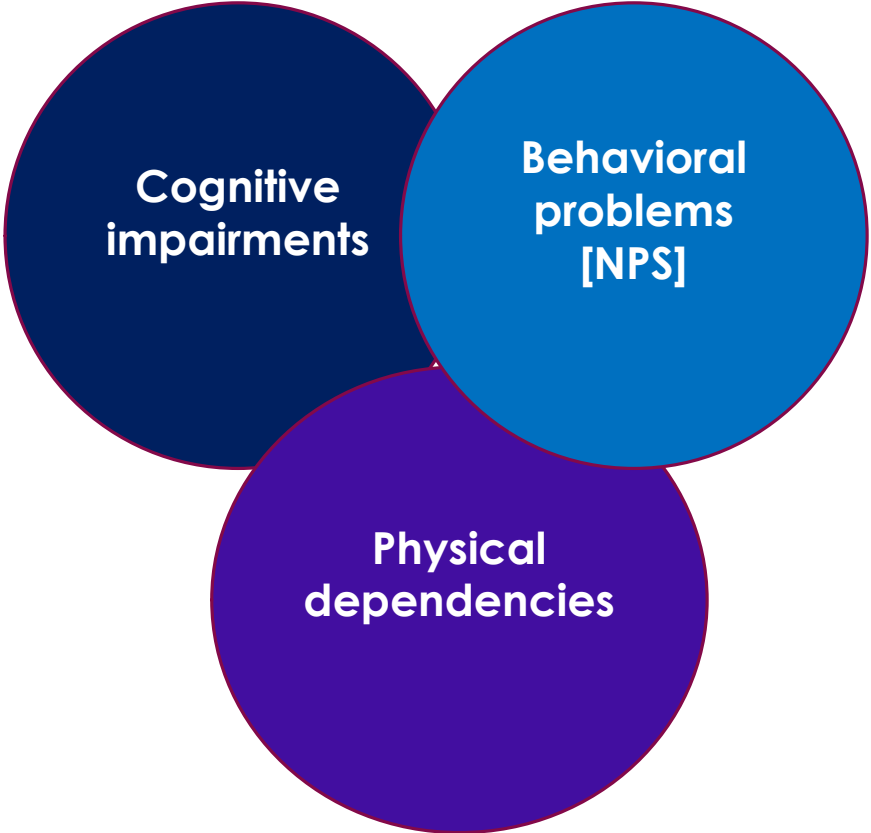 Cognitive
impairments
Behavioral
problems
[NPS]
Physical
dependencies